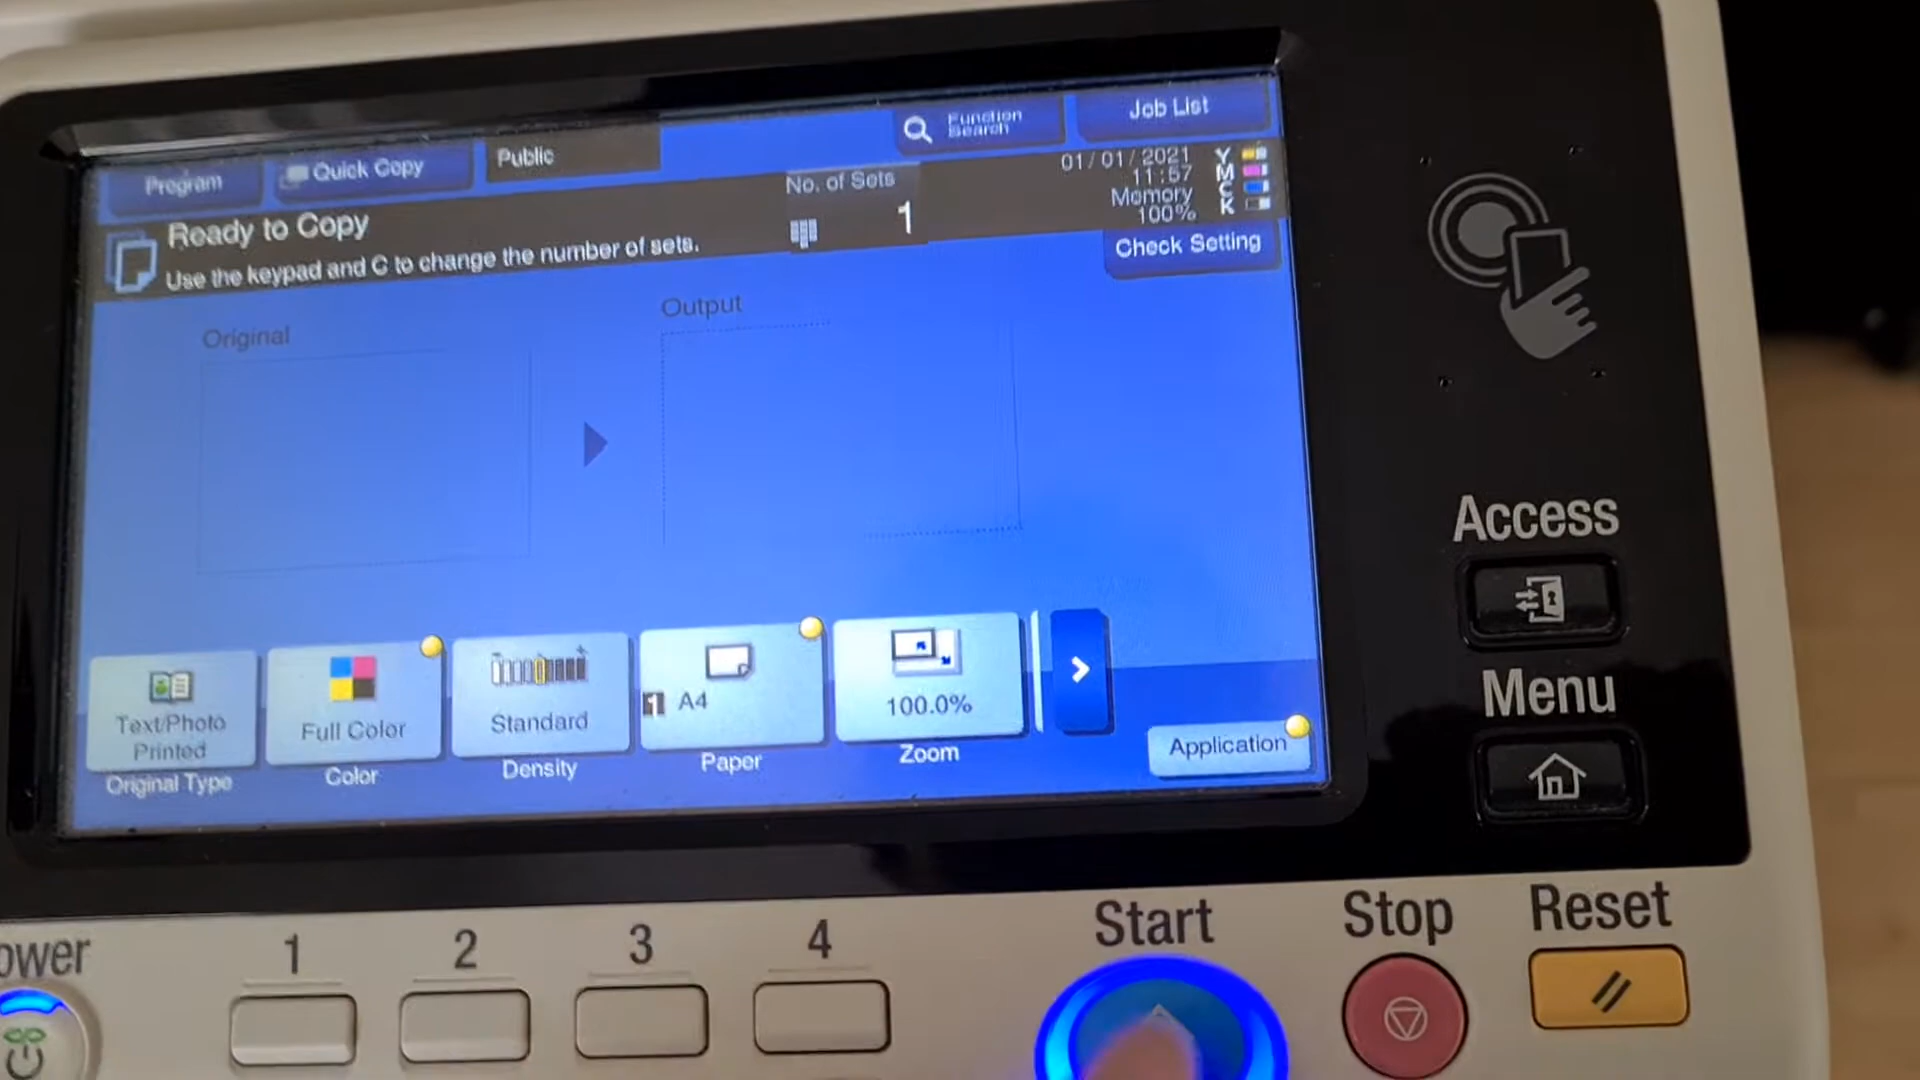 Function
Search
Job List
Program
Quick Copy
Public
No. of Sets
1
01/01/2021
11:57
Memory
100%
Y
M
C
K
Ready to Copy
Use the keypad and C to change the number of sets.
Check Setting
Original
Output
Text/Photo
Printed
Original Type
Full Color
Color
Standard
Density
1 A4
Paper
100.0%
Zoom
Application
Access
Menu
ower
1
2
3
4
Start
Stop
Reset